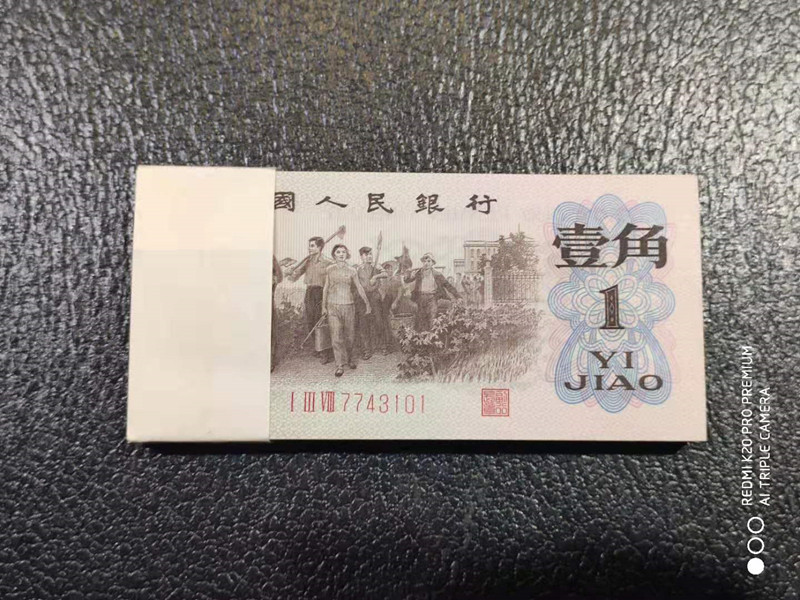 國人民銀行
壹角
1
YI
JIAO
I III VIII 7743101
REDMI K20 PRO PREMIUM
AI TRIPLE CAMERA